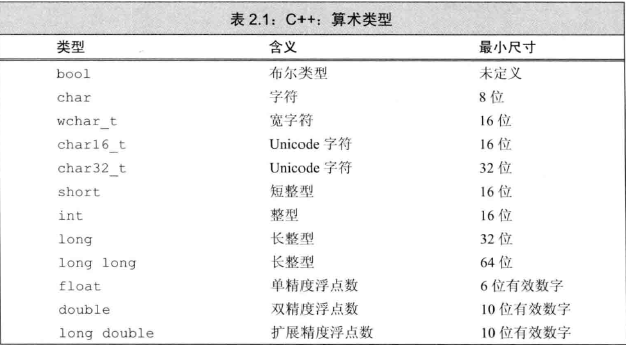 表 2.1：C++：算术类型
类型 含义 最小尺寸
bool 布尔类型 未定义
char 字符 8 位
wchar_t 宽字符 16 位
char16_t Unicode 字符 16 位
char32_t Unicode 字符 32 位
short 短整型 16 位
int 整型 16 位
long 长整型 32 位
long long 长整型 64 位
float 单精度浮点数 6 位有效数字
double 双精度浮点数 10 位有效数字
long double 扩展精度浮点数 10 位有效数字